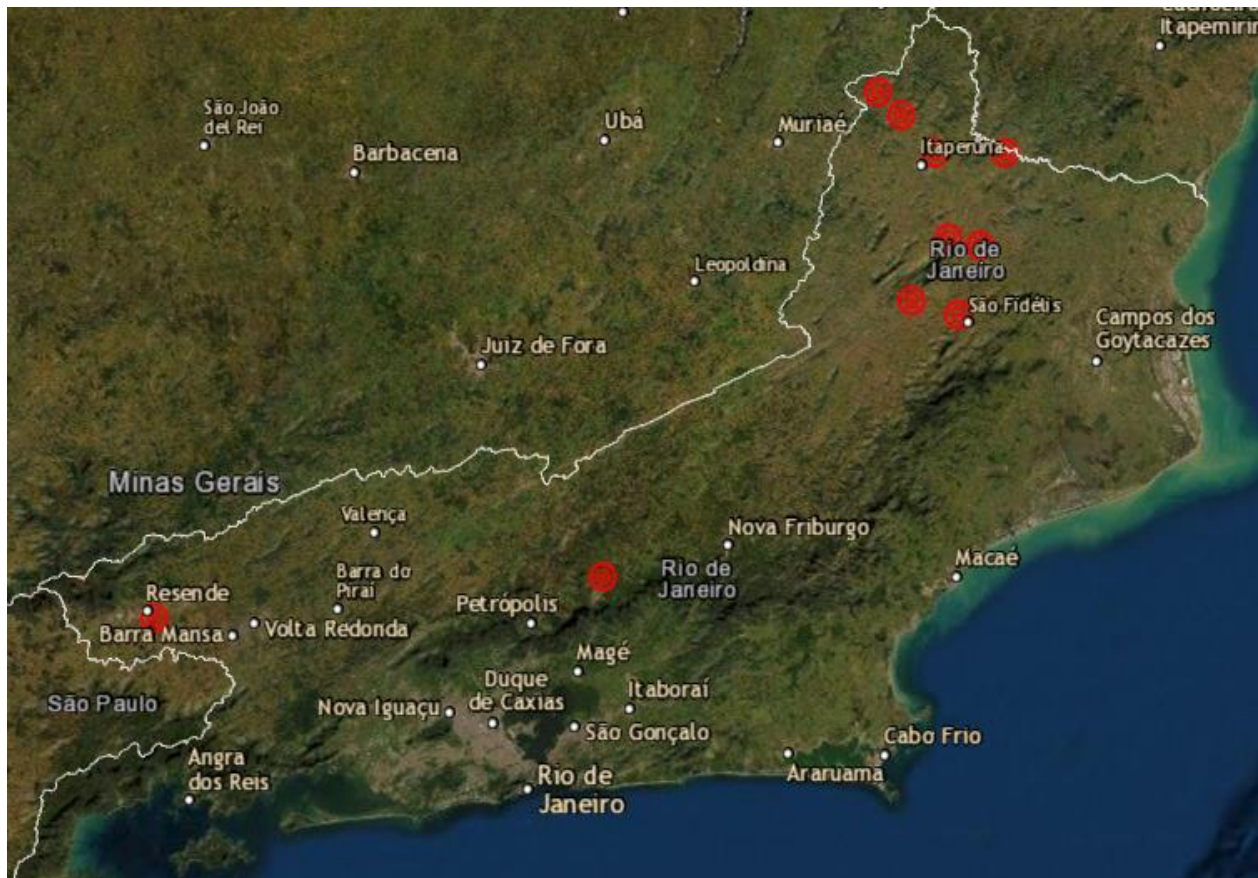 Itapemirim
São João
del Rei
Ubá
Muriaé
Barbacena
Itaperuna
Leopoldina
Rio de
Janeiro
São Fidélis
Campos dos
Goytacazes
Juiz de Fora
Minas Gerais
Valença
Nova Friburgo
Rio de
Janeiro
Macaé
Barra do
Piraí
Resende
Petrópolis
Barra Mansa
Volta Redonda
Magé
Duque
de Caxias
Itaboraí
São Paulo
Nova Iguaçu
São Gonçalo
Cabo Frio
Angra
dos Reis
Araruama
Rio de
Janeiro